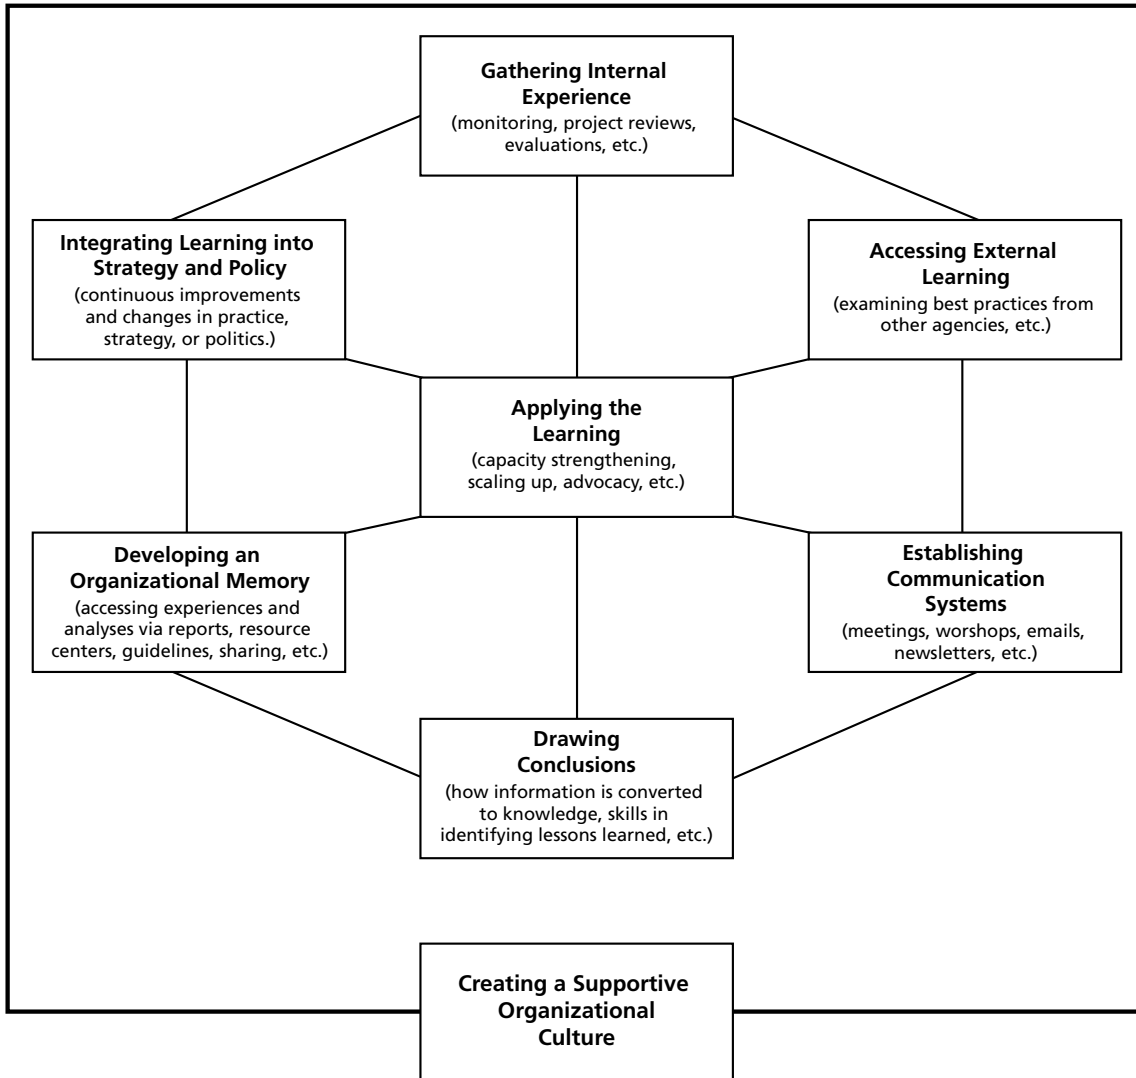 Gathering Internal
Experience
(monitoring, project reviews,
evaluations, etc.)
Integrating Learning into
Strategy and Policy
(continuous improvements
and changes in practice,
strategy, or politics.)
Accessing External
Learning
(examining best practices from
other agencies, etc.)
Applying the
Learning
(capacity strengthening,
scaling up, advocacy, etc.)
Developing an
Organizational Memory
(accessing experiences and
analyses via reports, resource
centers, guidelines, sharing, etc.)
Establishing
Communication
Systems
(meetings, worshops, emails,
newsletters, etc.)
Drawing
Conclusions
(how information is converted
to knowledge, skills in
identifying lessons learned, etc.)
Creating a Supportive
Organizational
Culture